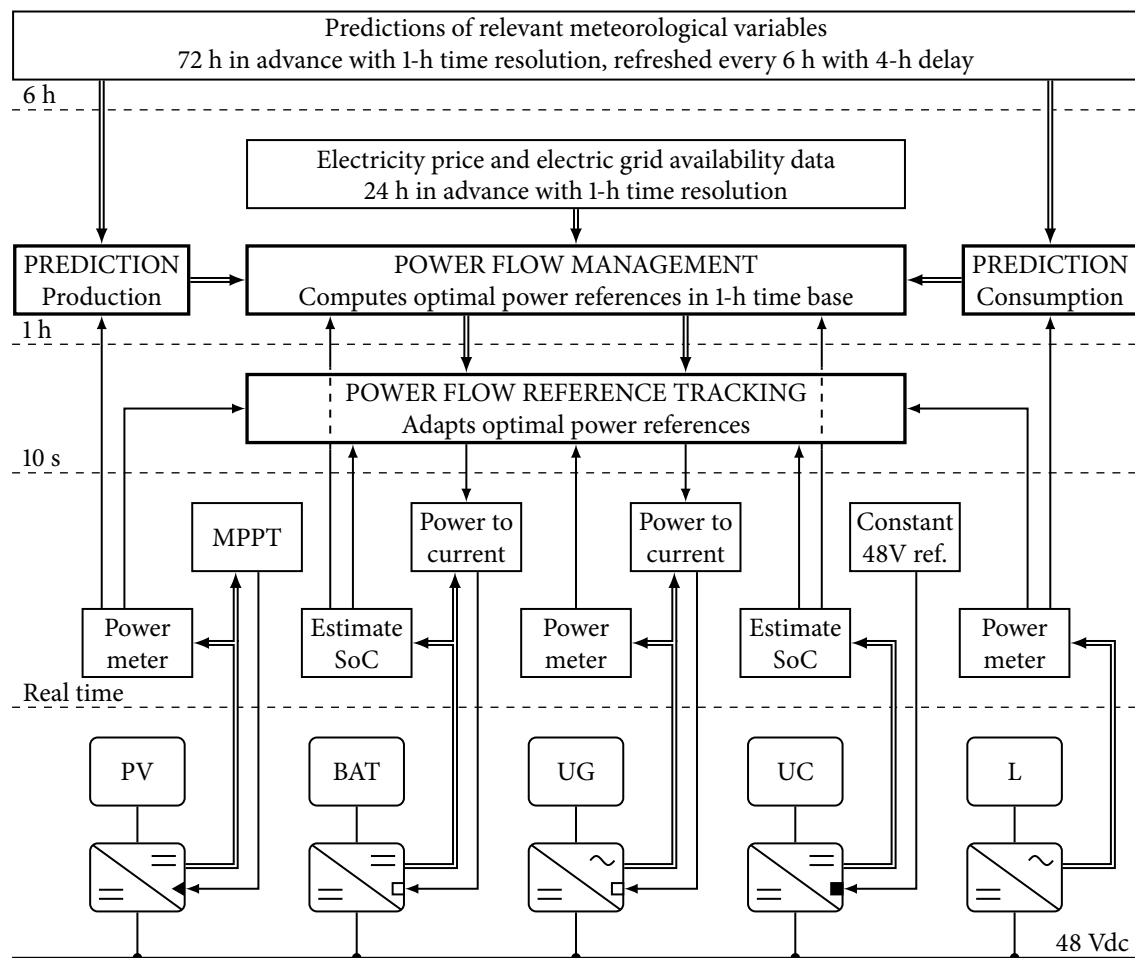 Predictions of relevant meteorological variables
72 h in advance with 1-h time resolution, refreshed every 6 h with 4-h delay
6 h
Electricity price and electric grid availability data
24 h in advance with 1-h time resolution
PREDICTION
Production
POWER FLOW MANAGEMENT
Computes optimal power references in 1-h time base
PREDICTION
Consumption
1 h
POWER FLOW REFERENCE TRACKING
Adapts optimal power references
10 s
MPPT
Power to
current
Power to
current
Constant
48V ref.
Power
meter
Estimate
SoC
Power
meter
Estimate
SoC
Power
meter
Real time
PV
BAT
UG
UC
L
48 Vdc